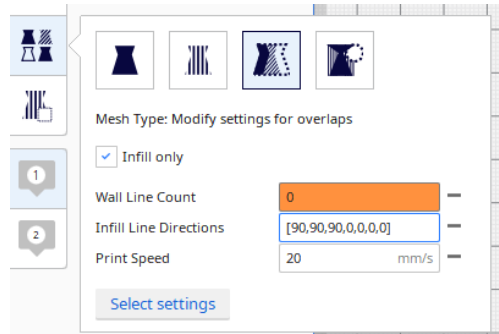 Mesh Type: Modify settings for overlaps
Infill only
1
Wall Line Count 0
Infill Line Directions [90,90,90,0,0,0,0]
2
Print Speed 20 mm/s
Select settings